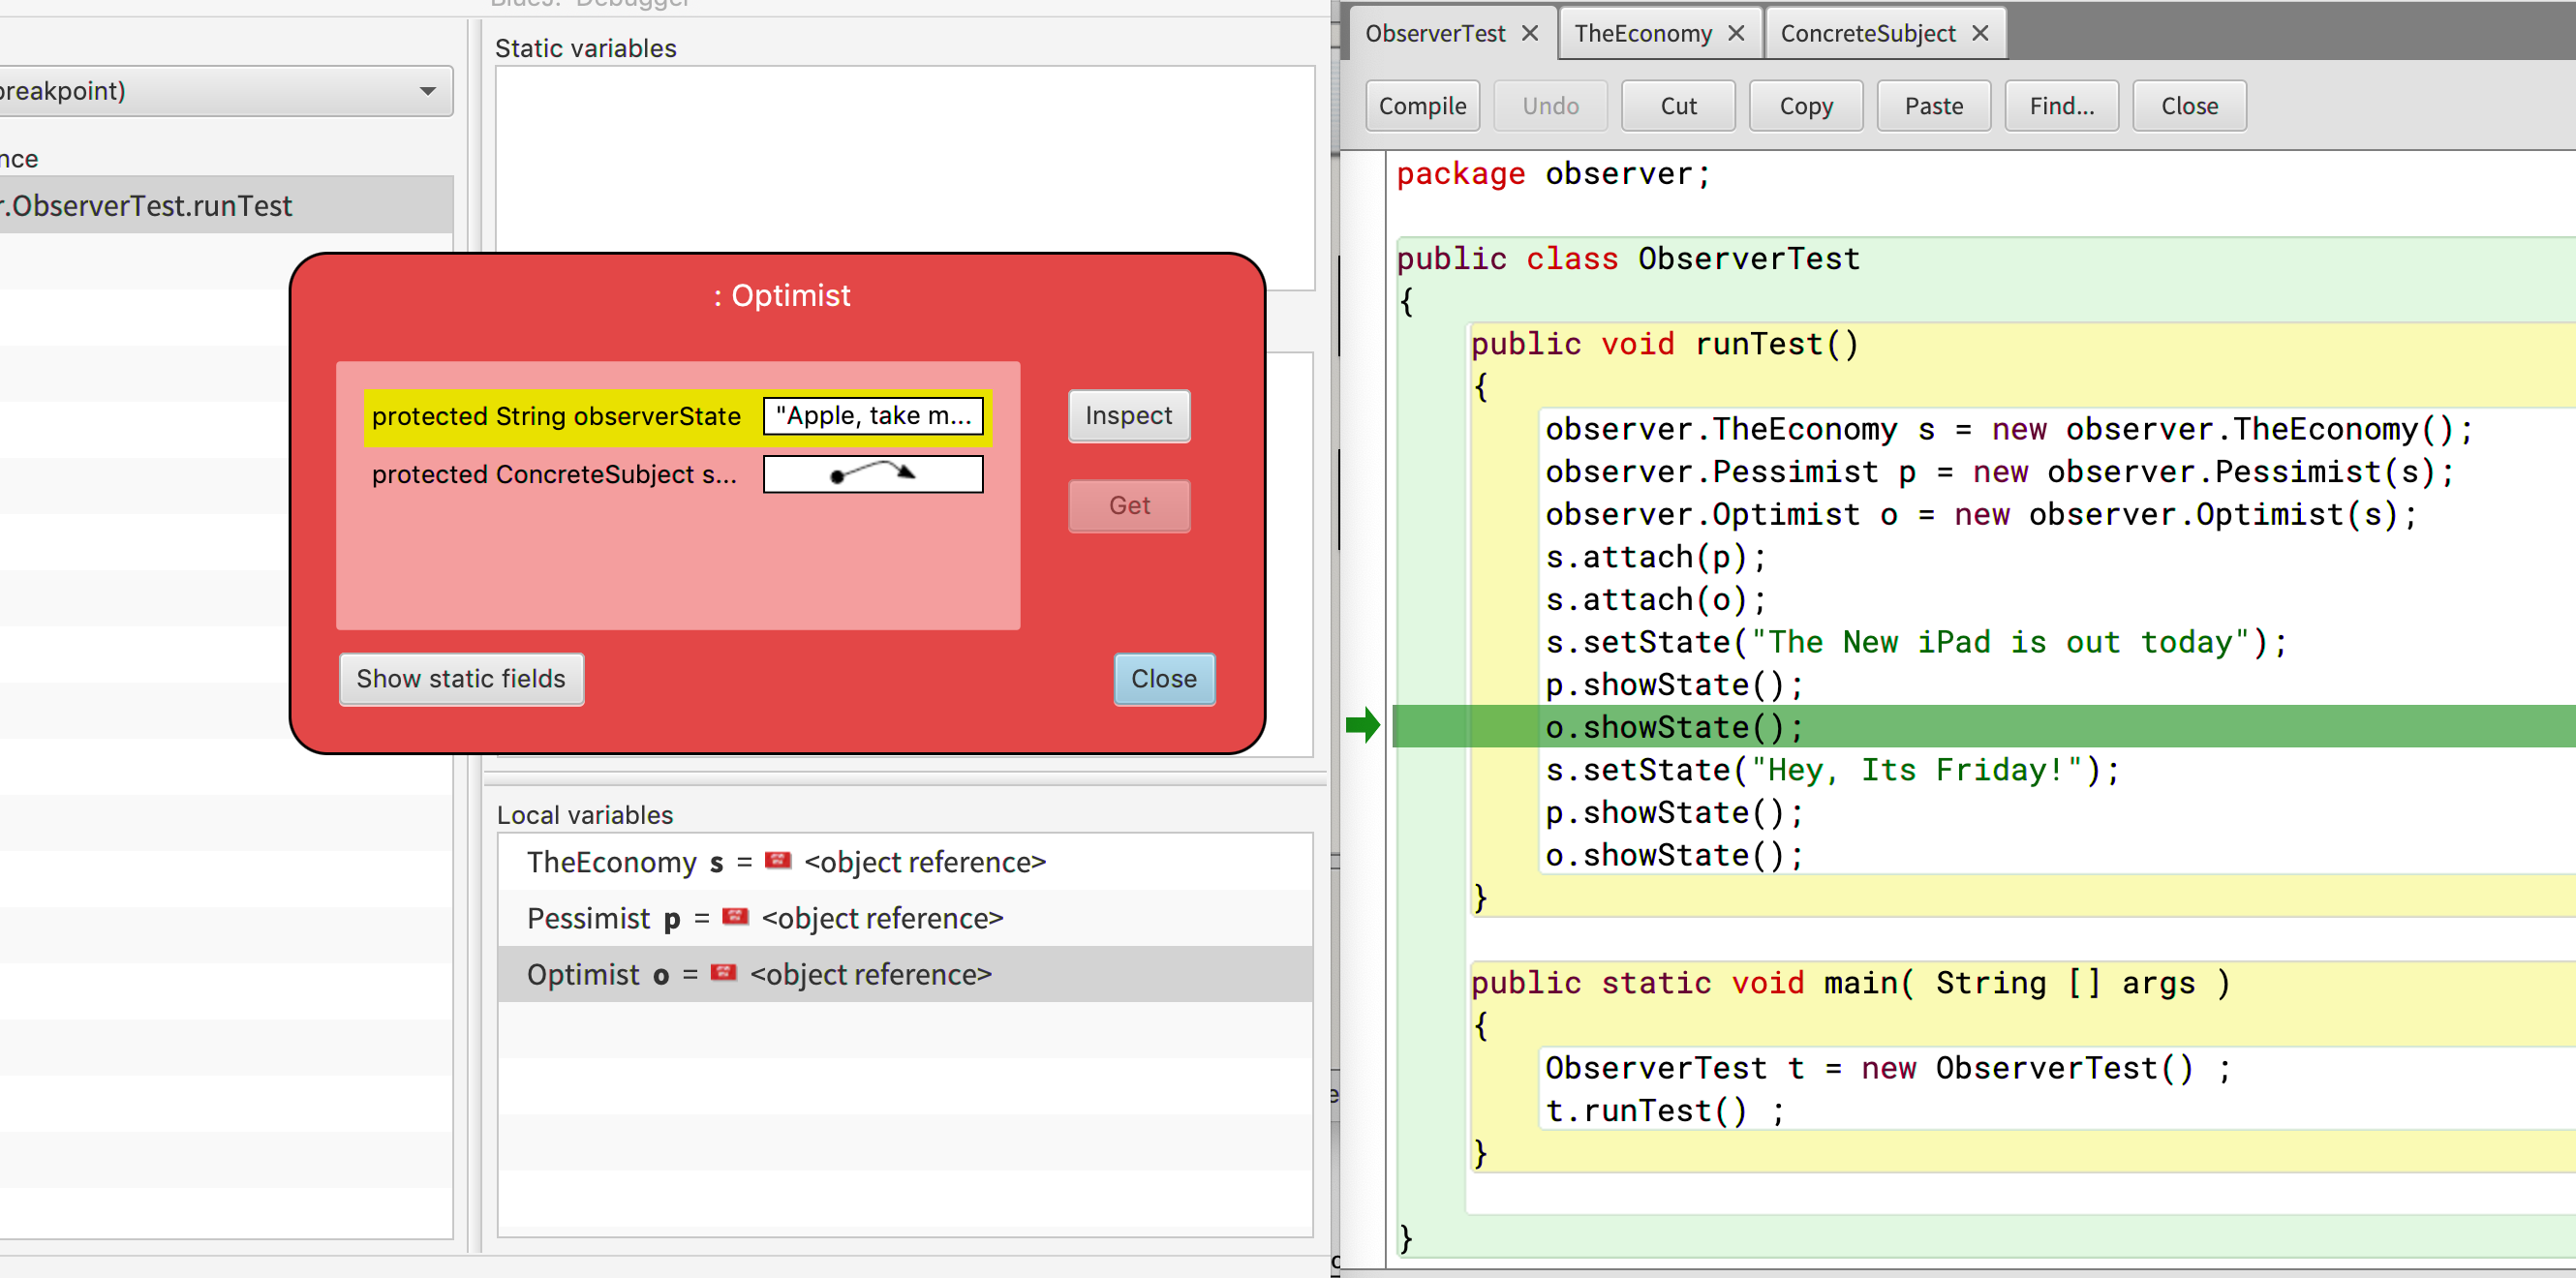 BlueJ: Debugger
Static variables
breakpoint)
nce
r.ObserverTest.runTest
: Optimist
protected String observerState "Apple, take m...
Inspect
protected ConcreteSubject s...
Get
Show static fields
Close
Local variables
TheEconomy s = <object reference>
Pessimist p = <object reference>
Optimist o = <object reference>
ObserverTest TheEconomy ConcreteSubject
Compile Undo Cut Copy Paste Find... Close
package observer;
public class ObserverTest
{
public void runTest()
{
observer.TheEconomy s = new observer.TheEconomy();
observer.Pessimist p = new observer.Pessimist(s);
observer.Optimist o = new observer.Optimist(s);
s.attach(p);
s.attach(o);
s.setState("The New iPad is out today");
p.showState();
o.showState();
s.setState("Hey, Its Friday!");
p.showState();
o.showState();
}
public static void main( String [] args )
{
ObserverTest t = new ObserverTest() ;
t.runTest() ;
}
}